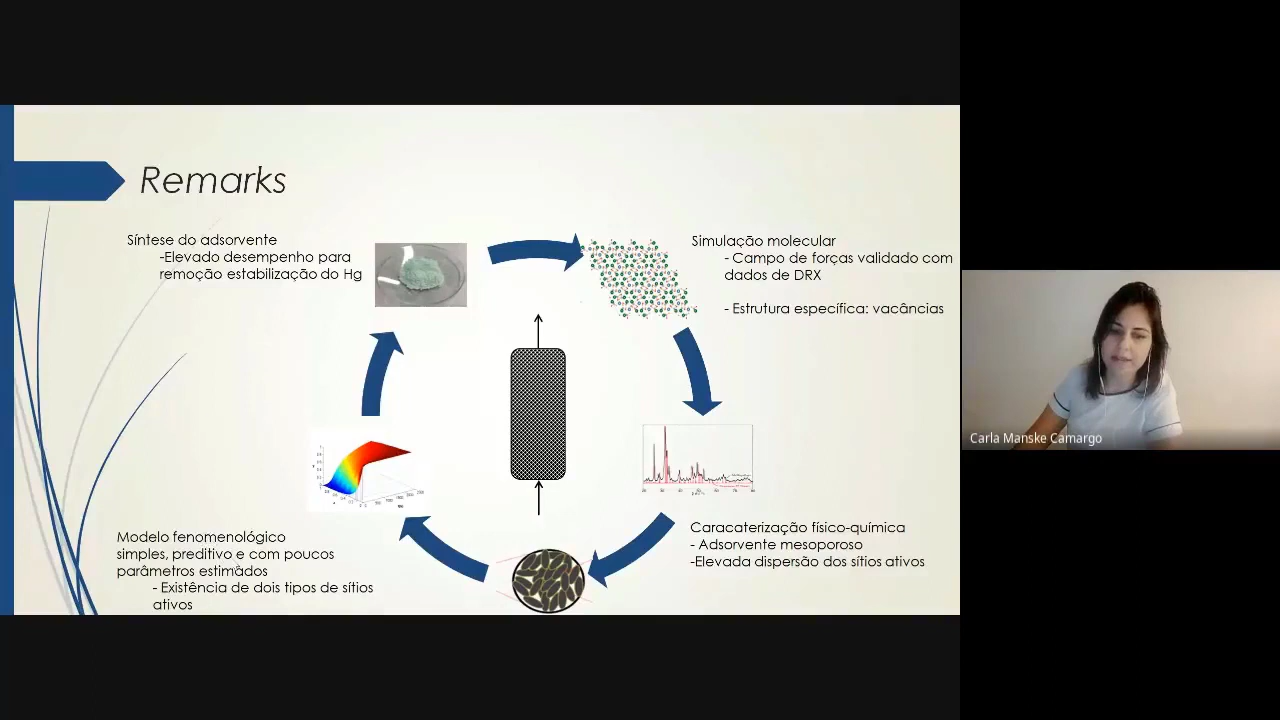 Remarks
Síntese do adsorvente
-Elevado desempenho para
remoção estabilização do Hg
Simulação molecular
- Campo de forças validado com
dados de DRX
- Estrutura específica: vacâncias
Caracaterização físico-química
- Adsorvente mesoporoso
-Elevada dispersão dos sítios ativos
Modelo fenomenológico
simples, preditivo e com poucos
parâmetros estimados
- Existência de dois tipos de sítios
ativos
Carla Manske Camargo